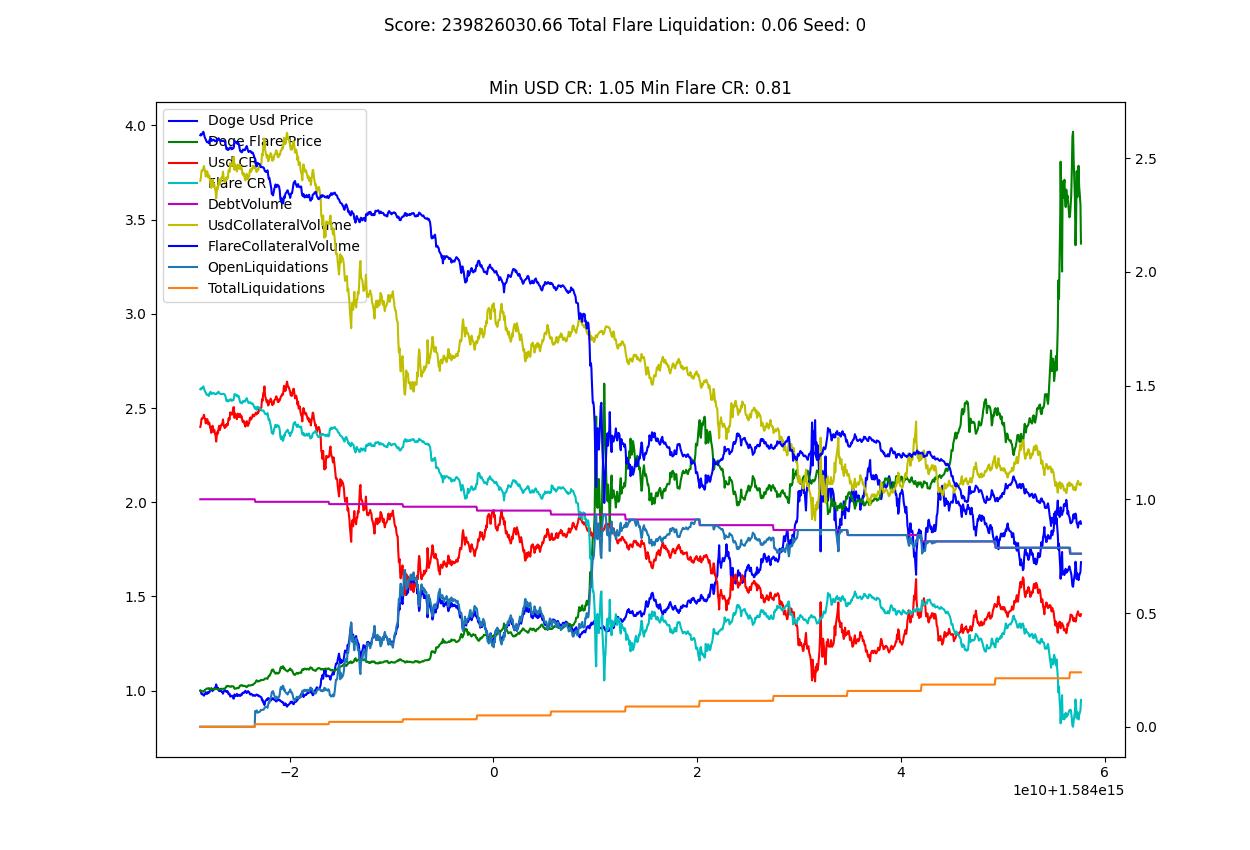 Score: 239826030.66 Total Flare Liquidation: 0.06 Seed: 0
Min USD CR: 1.05 Min Flare CR: 0.81
Doge Usd Price
Doge Flare Price
Usd CR
Flare CR
DebtVolume
UsdCollateralVolume
FlareCollateralVolume
OpenLiquidations
TotalLiquidations
4.0
3.5
3.0
2.5
2.0
1.5
1.0
2.5
2.0
1.5
1.0
0.5
0.0
−2 0 2 4 6
1e10+1.584e15